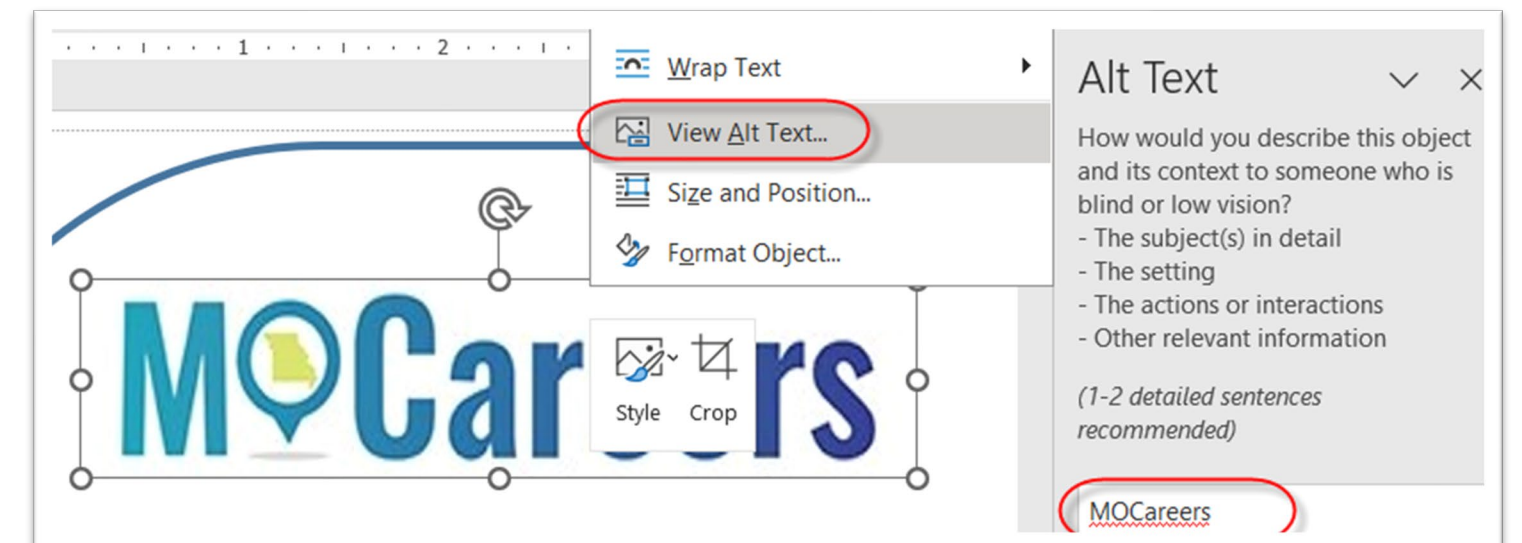 1 2
Wrap Text
View Alt Text...
Size and Position...
Format Object...
MOCar rs
Style Crop
Alt Text
How would you describe this object
and its context to someone who is
blind or low vision?
- The subject(s) in detail
- The setting
- The actions or interactions
- Other relevant information
(1-2 detailed sentences
recommended)
MOCareers